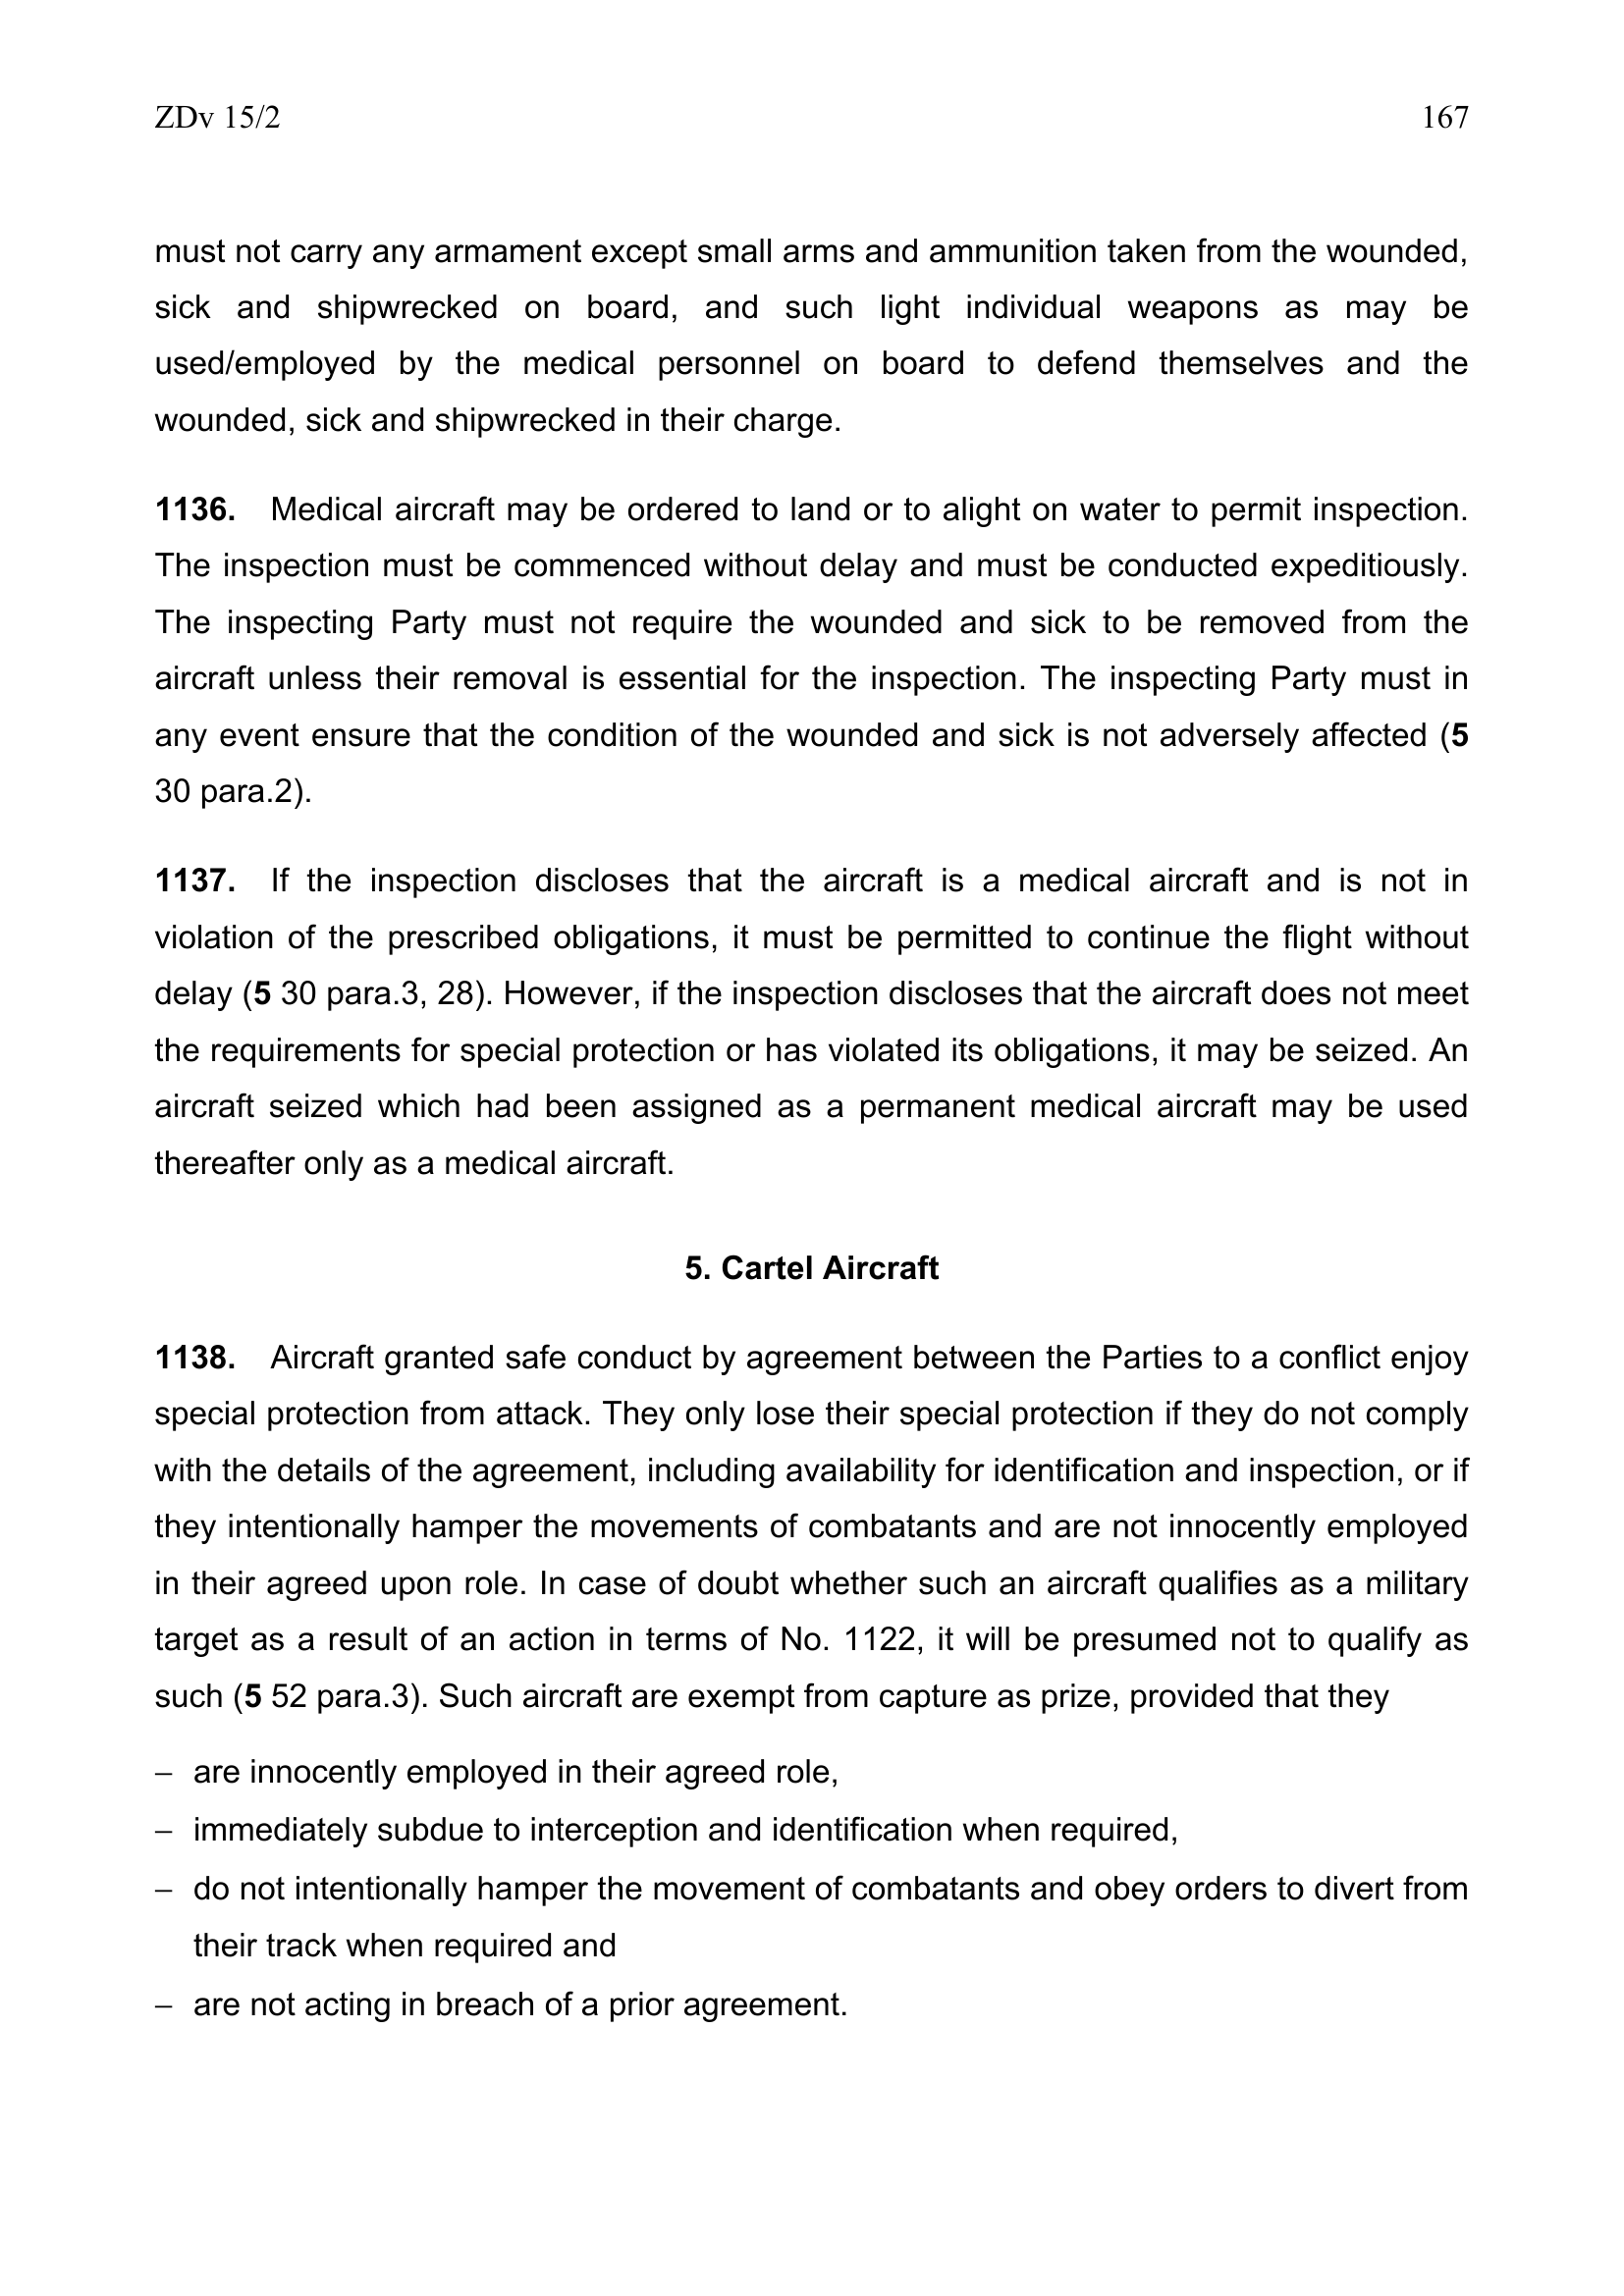 ZDv 15/2 167
must not carry any armament except small arms and ammunition taken from the wounded,
sick and shipwrecked on board, and such light individual weapons as may be
used/employed by the medical personnel on board to defend themselves and the
wounded, sick and shipwrecked in their charge.
1136. Medical aircraft may be ordered to land or to alight on water to permit inspection.
The inspection must be commenced without delay and must be conducted expeditiously.
The inspecting Party must not require the wounded and sick to be removed from the
aircraft unless their removal is essential for the inspection. The inspecting Party must in
any event ensure that the condition of the wounded and sick is not adversely affected (5
30 para.2).
1137. If the inspection discloses that the aircraft is a medical aircraft and is not in
violation of the prescribed obligations, it must be permitted to continue the flight without
delay (5 30 para.3, 28). However, if the inspection discloses that the aircraft does not meet
the requirements for special protection or has violated its obligations, it may be seized. An
aircraft seized which had been assigned as a permanent medical aircraft may be used
thereafter only as a medical aircraft.
5. Cartel Aircraft
1138. Aircraft granted safe conduct by agreement between the Parties to a conflict enjoy
special protection from attack. They only lose their special protection if they do not comply
with the details of the agreement, including availability for identification and inspection, or if
they intentionally hamper the movements of combatants and are not innocently employed
in their agreed upon role. In case of doubt whether such an aircraft qualifies as a military
target as a result of an action in terms of No. 1122, it will be presumed not to qualify as
such (5 52 para.3). Such aircraft are exempt from capture as prize, provided that they
– are innocently employed in their agreed role,
– immediately subdue to interception and identification when required,
– do not intentionally hamper the movement of combatants and obey orders to divert from
their track when required and
– are not acting in breach of a prior agreement.